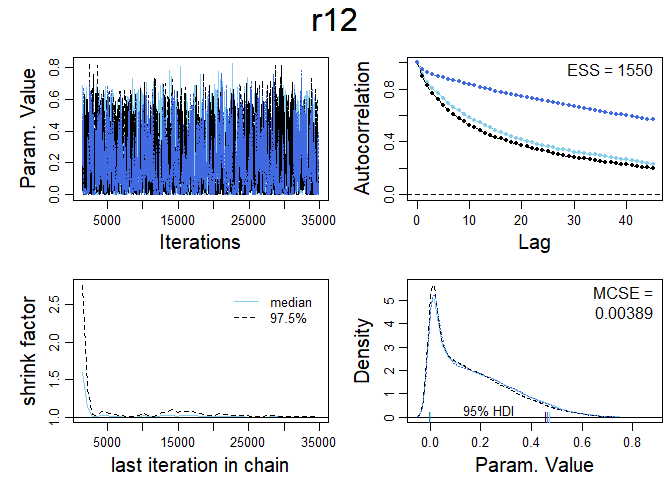 r12
Param. Value
0.0 0.2 0.4 0.6 0.8
5000 15000 25000 35000
Iterations
Autocorrelation
0.0 0.4 0.8
ESS = 1550
0 10 20 30 40
Lag
shrink factor
1.0 1.5 2.0 2.5
median
97.5%
5000 15000 25000 35000
last iteration in chain
Density
0 1 2 3 4 5
MCSE =
0.00389
95% HDI
0.0 0.2 0.4 0.6 0.8
Param. Value